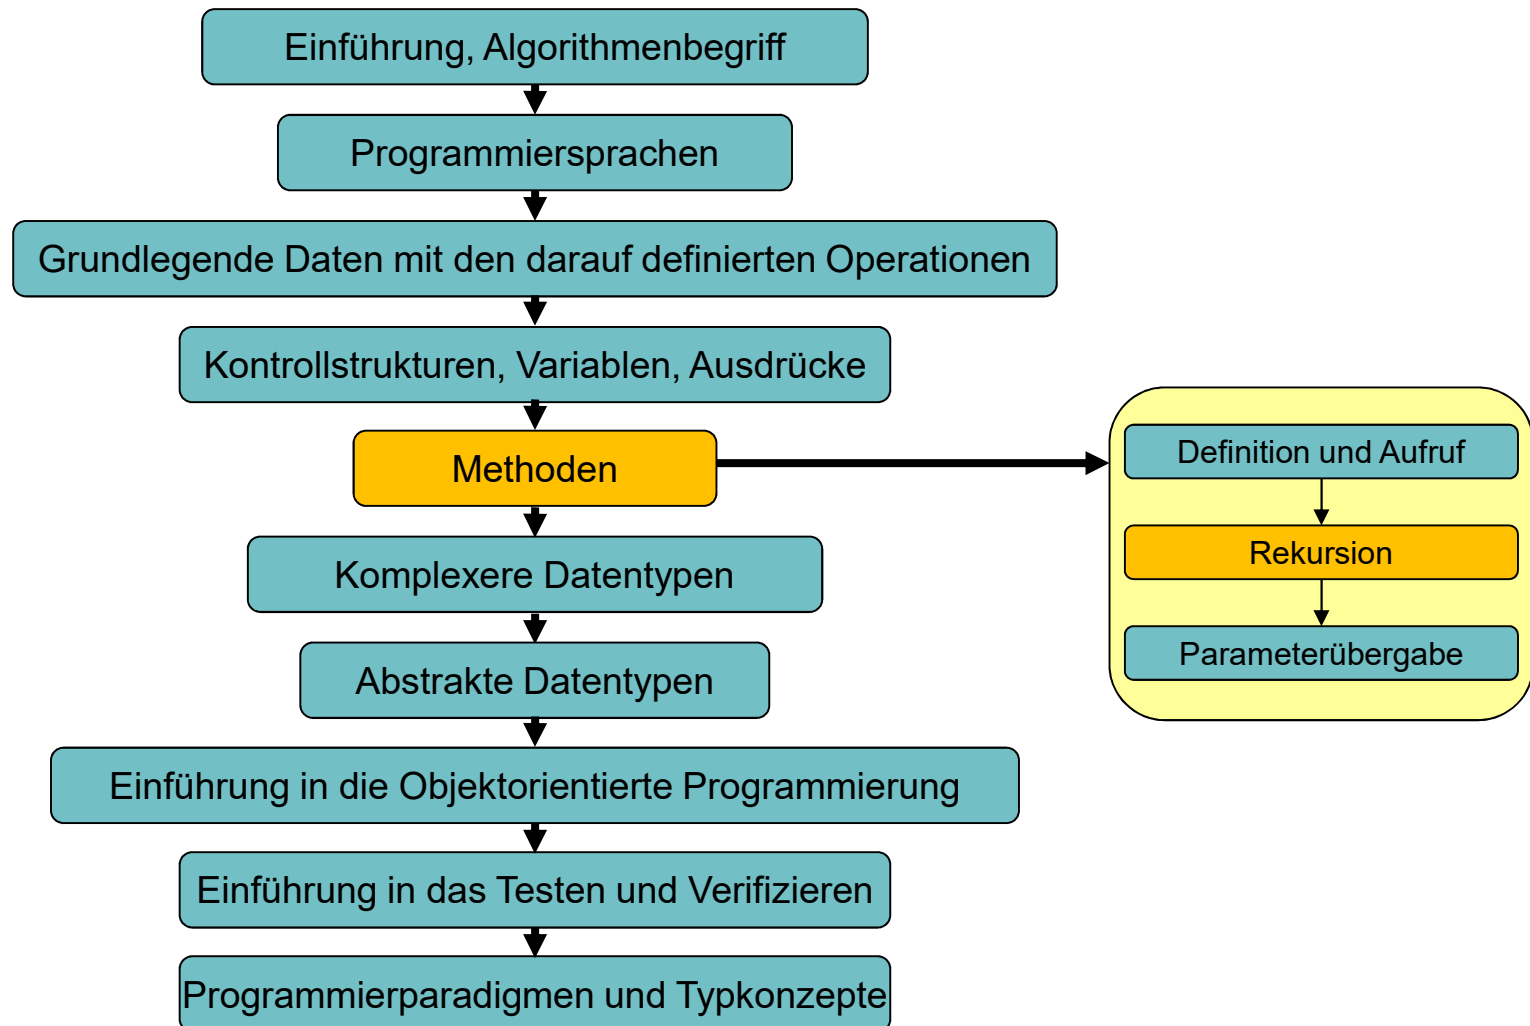 Einführung, Algorithmenbegriff
Programmiersprachen
Grundlegende Daten mit den darauf definierten Operationen
Kontrollstrukturen, Variablen, Ausdrücke
Methoden
Komplexere Datentypen
Abstrakte Datentypen
Einführung in die Objektorientierte Programmierung
Einführung in das Testen und Verifizieren
Programmierparadigmen und Typkonzepte
Definition und Aufruf
Rekursion
Parameterübergabe